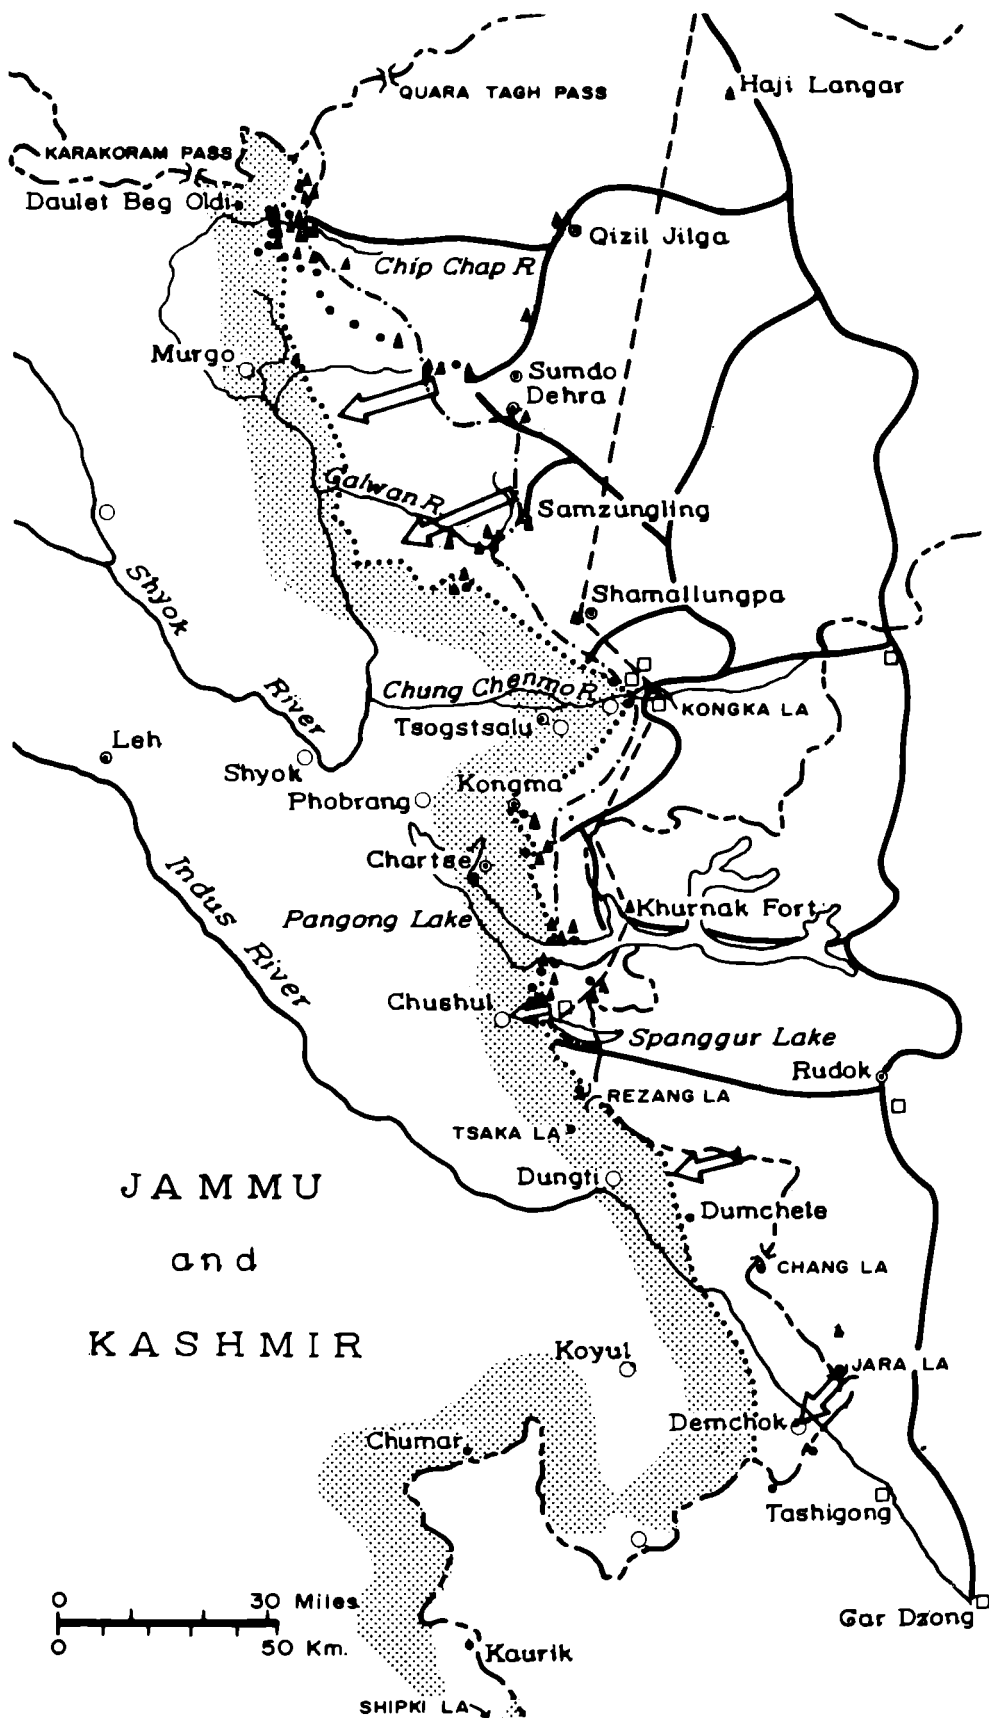 Haji Langar
QUARA TAGH PASS
KARAKORAM PASS
Daulet Beg Oldi
Qizil Jilga
Chip Chap R
Murgo
Sumdo
Dehra
Galwan R
Samzungling
Shyok
River
Shamallungpa
Chung Chenmo R
KONGKA LA
Tsogstsalu
Leh
Shyok
Kongma
Phobrang
Chartse
Indus River
Pangong Lake
Khurnak Fort
Chushul
Spanggur Lake
Rudok
REZANG LA
TSAKA LA
Dungti
JAMMU
and
KASHMIR
Dumchele
CHANG LA
Koyul
JARA LA
Demchok
Chumar
Tashigong
0 30 Miles
0 50 Km.
Gar Dzong
Kaurik
SHIPKI LA